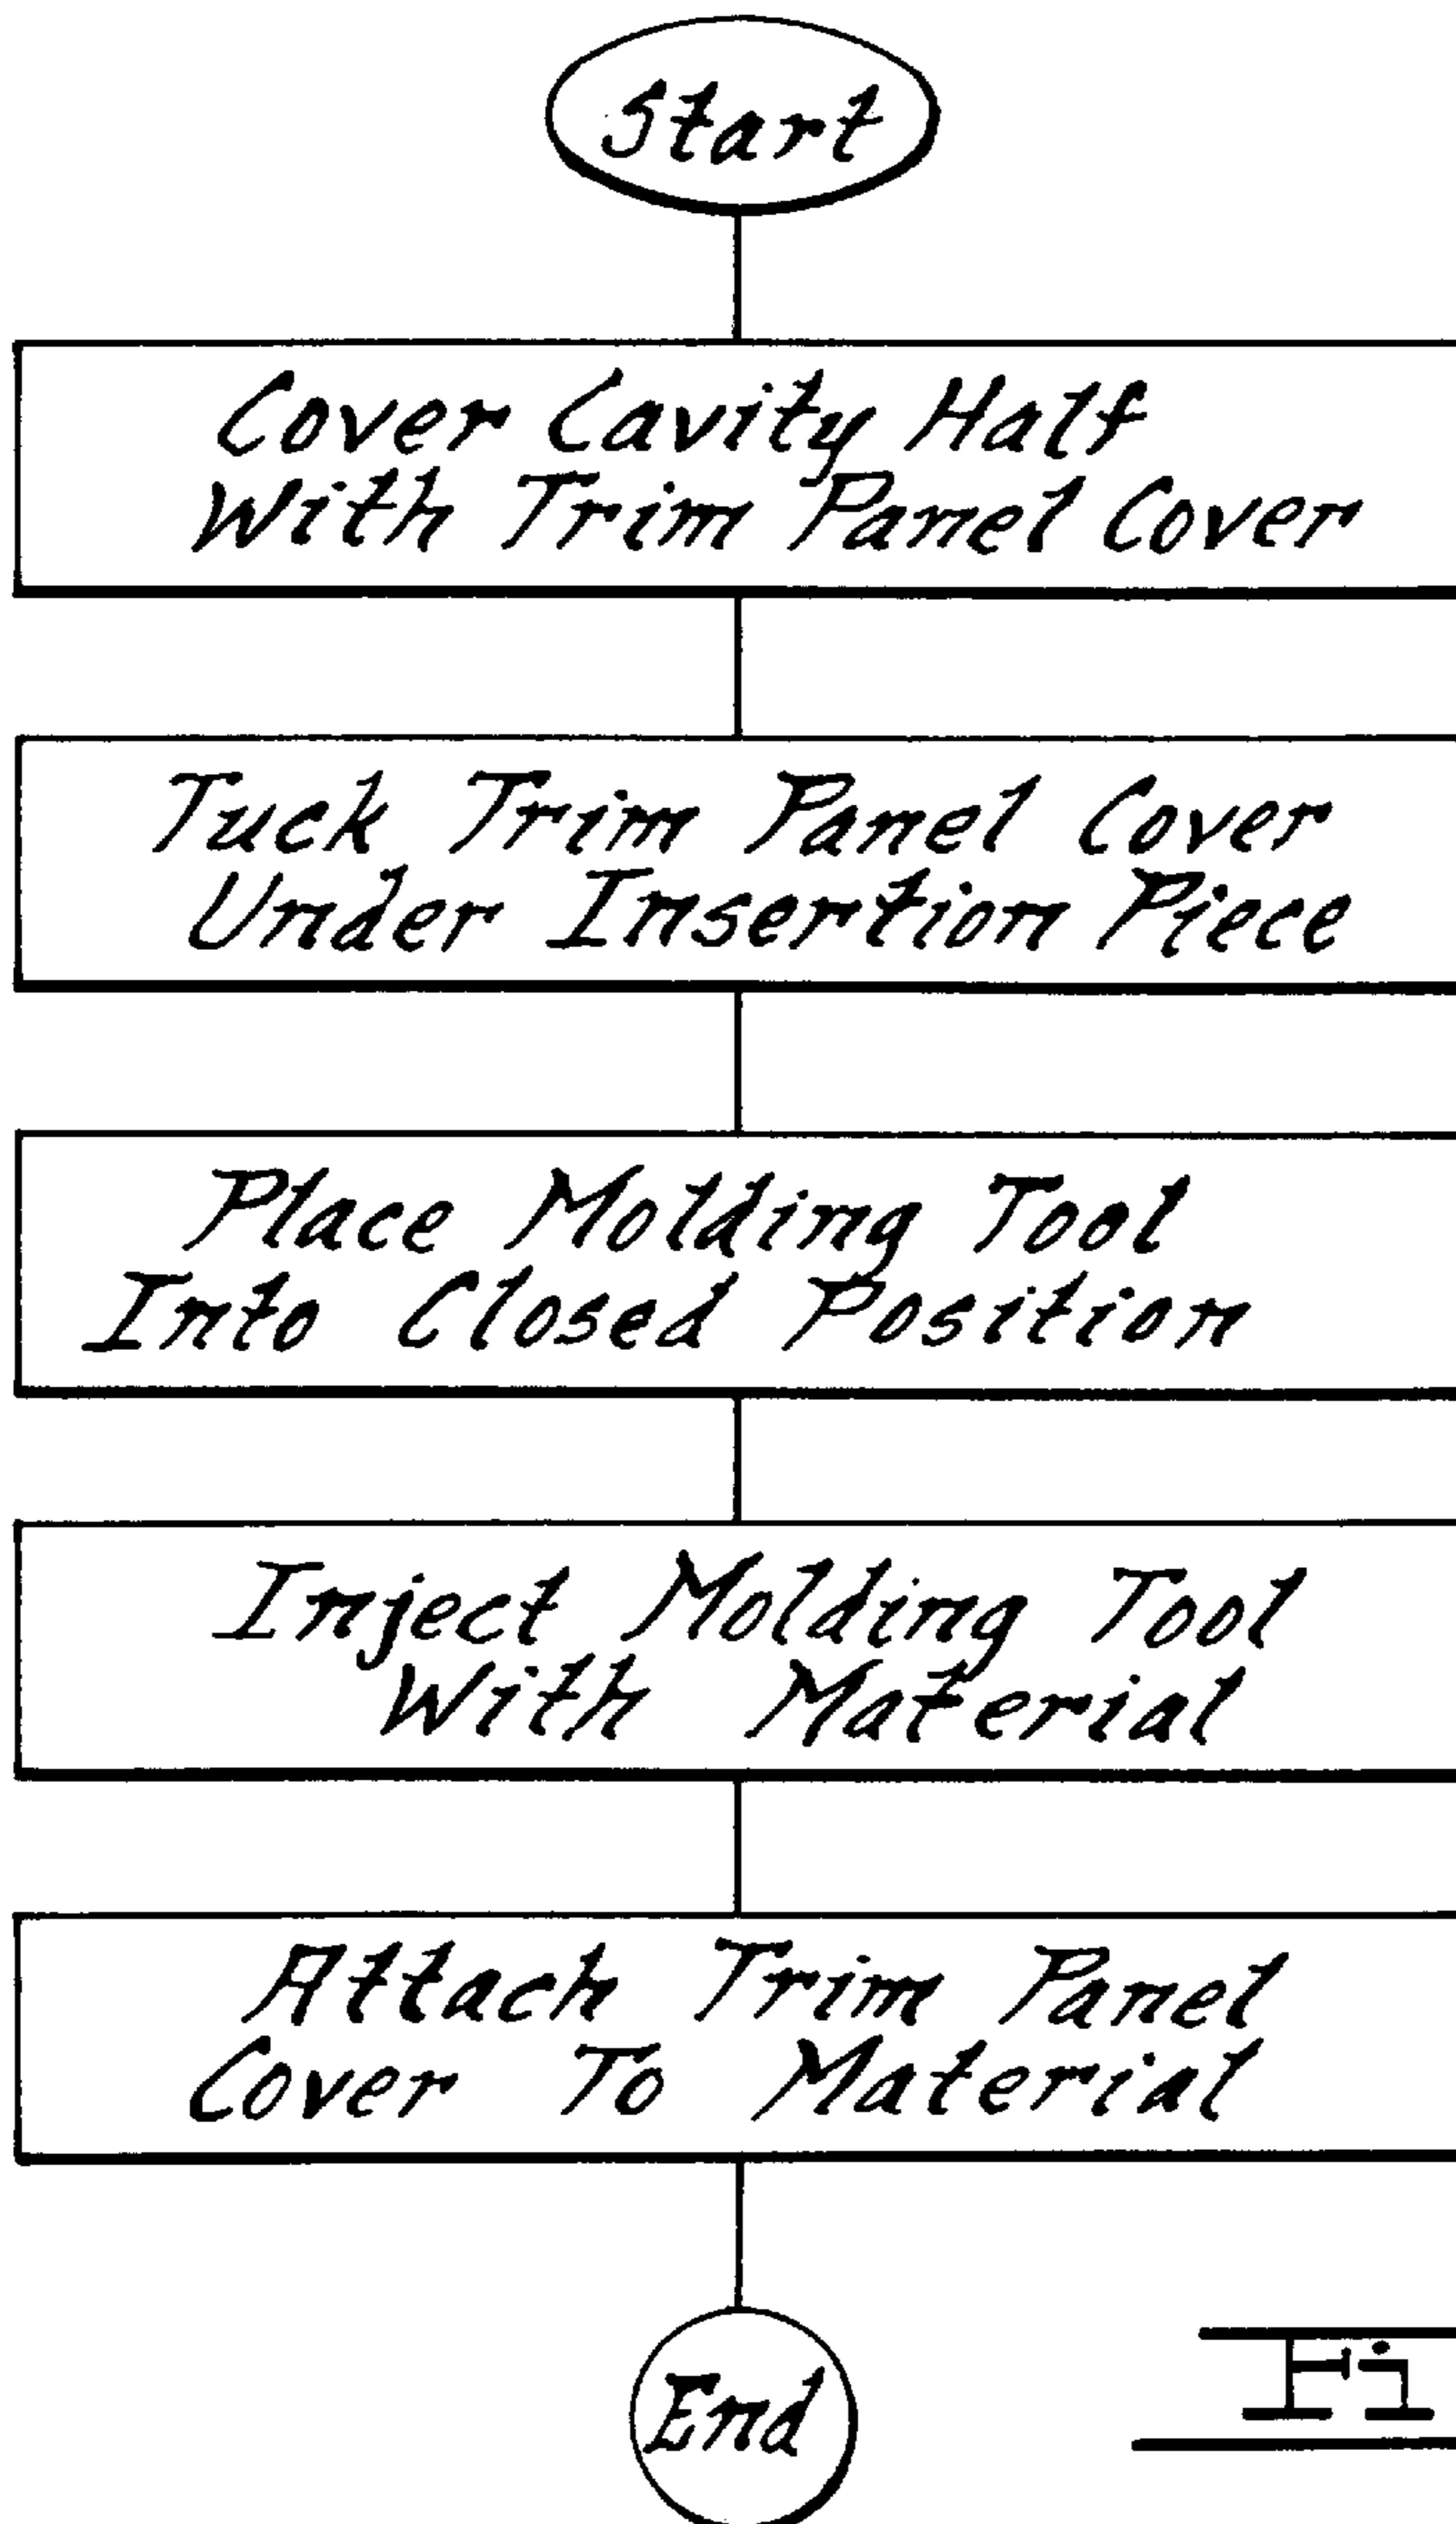 Start
Cover Cavity Half
With Trim Panel Cover
Tuck Trim Panel Cover
Under Insertion Piece
Place Molding Tool
Into Closed Position
Inject Molding Tool
With Material
Attach Trim Panel
Cover To Material
End
Fi